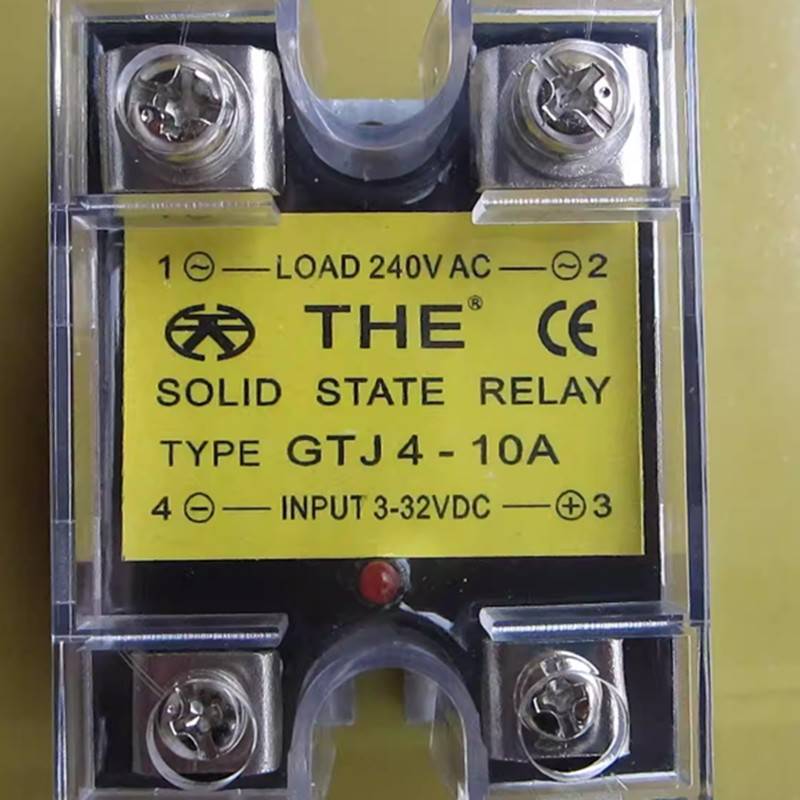 1 ~ LOAD 240V AC ~ 2
THE® CE
SOLID STATE RELAY
TYPE GTJ 4 - 10A
4 - INPUT 3-32VDC + 3